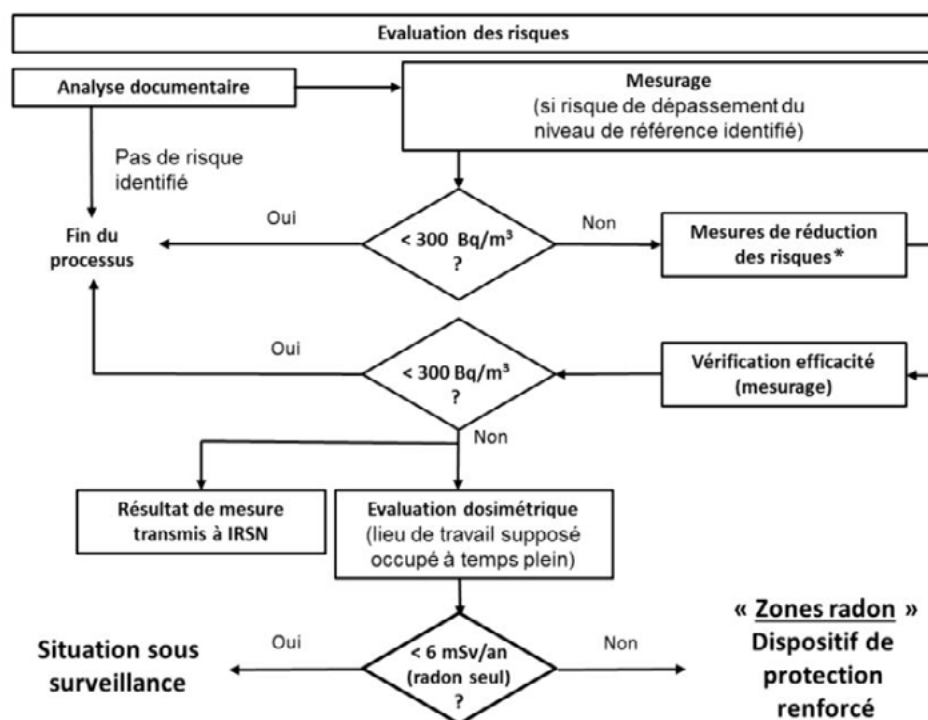 Evaluation des risques
Analyse documentaire
Mesurage
(si risque de dépassement du
niveau de référence identifié)
Pas de risque
identifié
Oui
< 300 Bq/m³
?
Non
Mesures de réduction
des risques*
Fin du
processus
Oui
< 300 Bq/m³
?
Vérification efficacité
(mesurage)
Non
Résultat de mesure
transmis à IRSN
Evaluation dosimétrique
(lieu de travail supposé
occupé à temps plein)
Situation sous
surveillance
Oui
< 6 mSv/an
(radon seul)
?
Non
« Zones radon »
Dispositif de
protection
renforcé